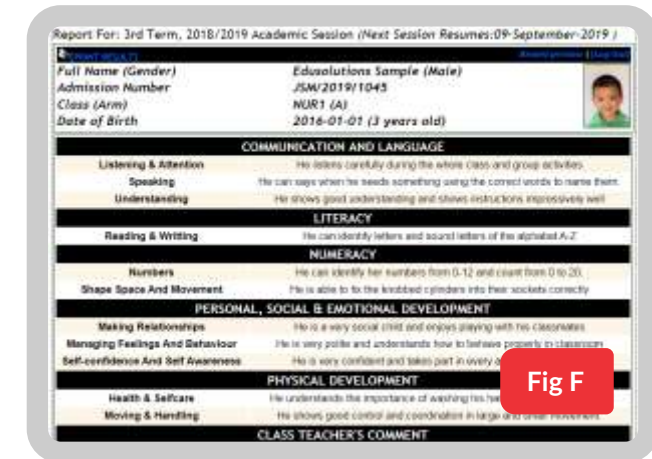 Report For: 3rd Term, 2018/2019 Academic Session (Next Session Resumes:09-September-2019 )
Full Name (Gender) Edusolutions Sample (Male)
Admission Number JSM/2019/1045
Class (Arm) NUR1 (A)
Date of Birth 2016-01-01 (3 years old)
COMMUNICATION AND LANGUAGE
Listening & Attention He listens carefully during the whole class and group activities
Speaking He can says when he needs something using the correct words to name them
Understanding He shows good understanding and shows instructions impressively well
LITERACY
Reading & Writting He can identify letters and sound letters of the alphabet A-Z
NUMERACY
Numbers He can identify her numbers from 0-12 and count from 0 to 20.
Shape Space And Movement He is able to fix the knobbed cylinders into their sockets correctly
PERSONAL, SOCIAL & EMOTIONAL DEVELOPMENT
Making Relationships He is a very social child and enjoys playing with his classmates
Managing Feelings And Behaviour He is very polite and understands how to behave properly in classroom
Self-confidence And Self Awareness He is very confident and takes part in every
PHYSICAL DEVELOPMENT
Health & Selfcare He understands the importance of washing his
Moving & Handling He shows good control and coordination in large and small movement
CLASS TEACHER'S COMMENT
Fig F